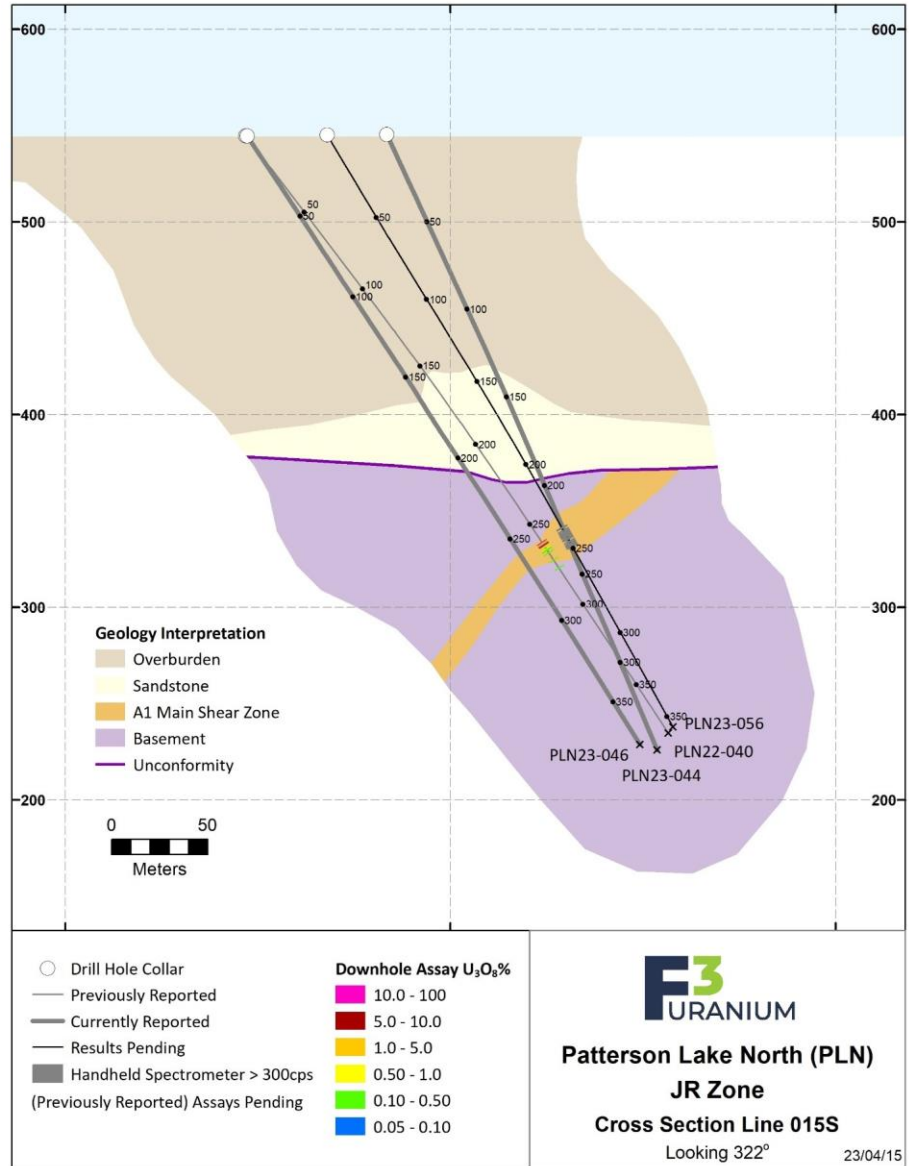 600
600
500
500
400
400
300
300
200
200
50
50
50
50
100
100
100
100
150
150
150
150
200
200
200
200
250
250
250
250
300
300
300
300
350
350
350
PLN23-056
PLN23-046
PLN22-040
PLN23-044
Geology Interpretation
Overburden
Sandstone
A1 Main Shear Zone
Basement
Unconformity
0 50
Meters
Drill Hole Collar
Previously Reported
Currently Reported
Results Pending
Handheld Spectrometer > 300cps
(Previously Reported) Assays Pending
Downhole Assay U₃O₈%
10.0 - 100
5.0 - 10.0
1.0 - 5.0
0.50 - 1.0
0.10 - 0.50
0.05 - 0.10
F3
URANIUM
Patterson Lake North (PLN)
JR Zone
Cross Section Line 015S
Looking 322°
23/04/15